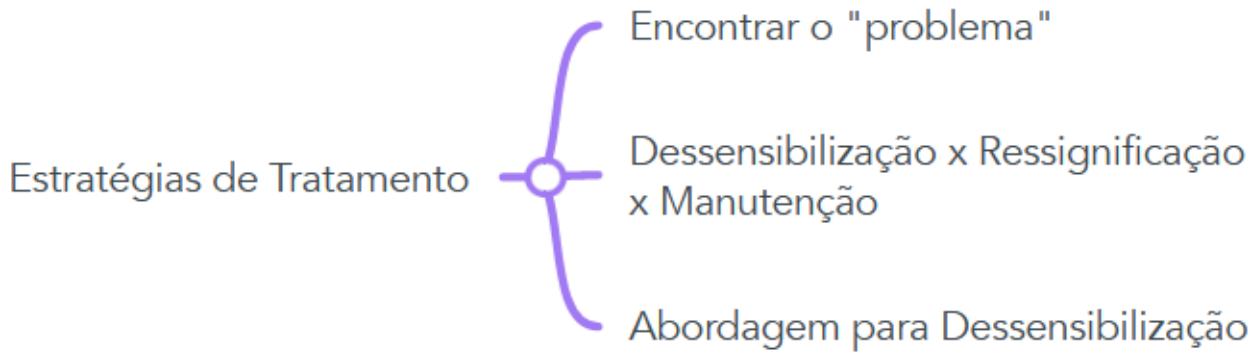 Encontrar o "problema"
Estratégias de Tratamento
Dessensibilização x Ressignificação
x Manutenção
Abordagem para Dessensibilização